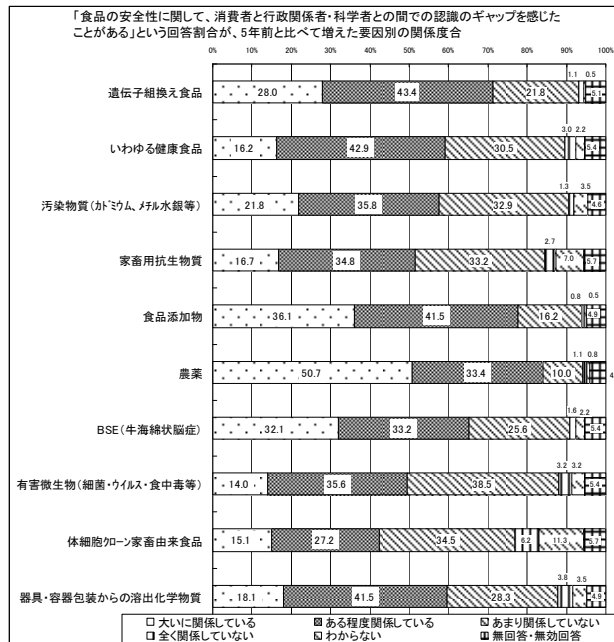 「食品の安全性に関して、消費者と行政関係者・科学者との間での認識のギャップを感じた
ことがある」という回答割合が、5年前と比べて増えた要因別の関係度合
0% 10% 20% 30% 40% 50% 60% 70% 80% 90% 100%
遺伝子組換え食品 28.0 43.4 21.8 1.1 0.5 5.1
いわゆる健康食品 16.2 42.9 30.5 3.0 2.2 5.4
汚染物質(カドミウム、メチル水銀等) 21.8 35.8 32.9 1.3 3.5 4.6
家畜用抗生物質 16.7 34.8 33.2 2.7 7.0 5.7
食品添加物 36.1 41.5 16.2 0.8 0.5 4.9
農薬 50.7 33.4 10.0 1.1 0.8 4
BSE(牛海綿状脳症) 32.1 33.2 25.6 1.6 2.2 5.4
有害微生物(細菌・ウイルス・食中毒等) 14.0 35.6 38.5 3.2 3.2 5.4
体細胞クローン家畜由来食品 15.1 27.2 34.5 6.2 11.3 5.7
器具・容器包装からの溶出化学物質 18.1 41.5 28.3 3.8 3.5 4.9
大いに関係している ある程度関係している あまり関係していない
全く関係していない わからない 無回答・無効回答